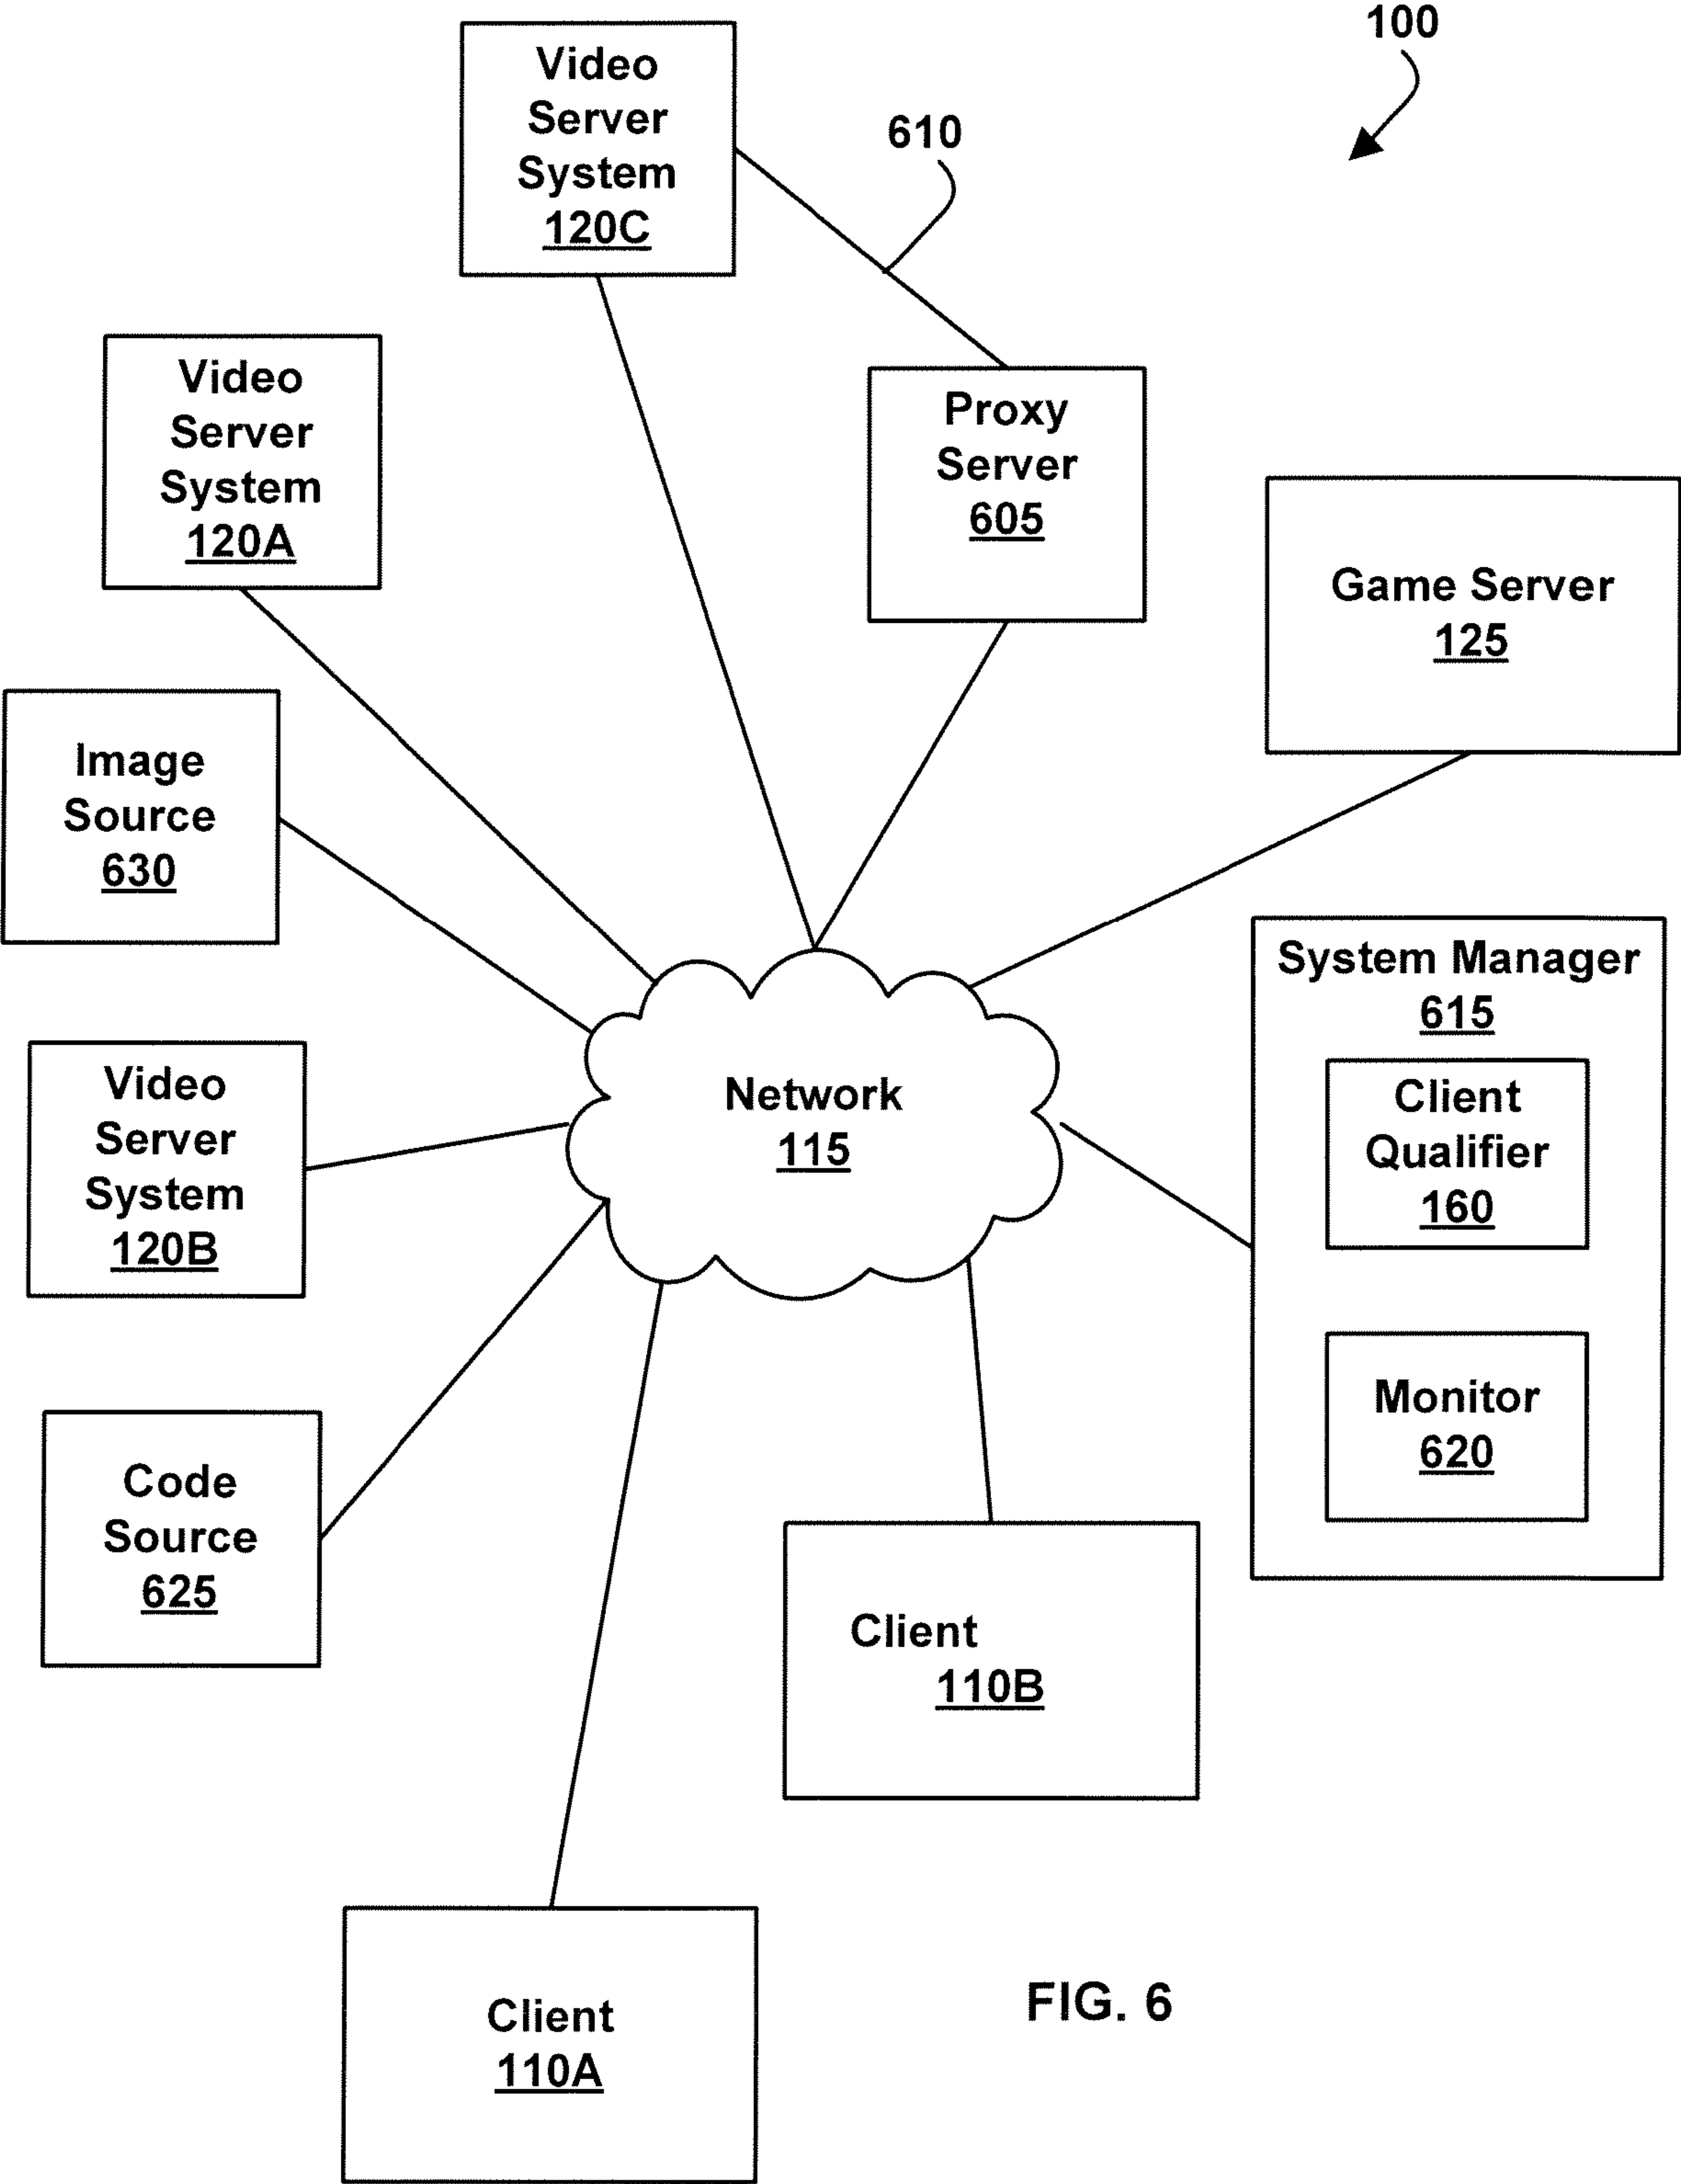 100
Video
Server
System
120C
610
Video
Server
System
120A
Proxy
Server
605
Game Server
125
Image
Source
630
System Manager
615
Client
Qualifier
160
Monitor
620
Network
115
Video
Server
System
120B
Code
Source
625
Client
110B
Client
110A
FIG. 6